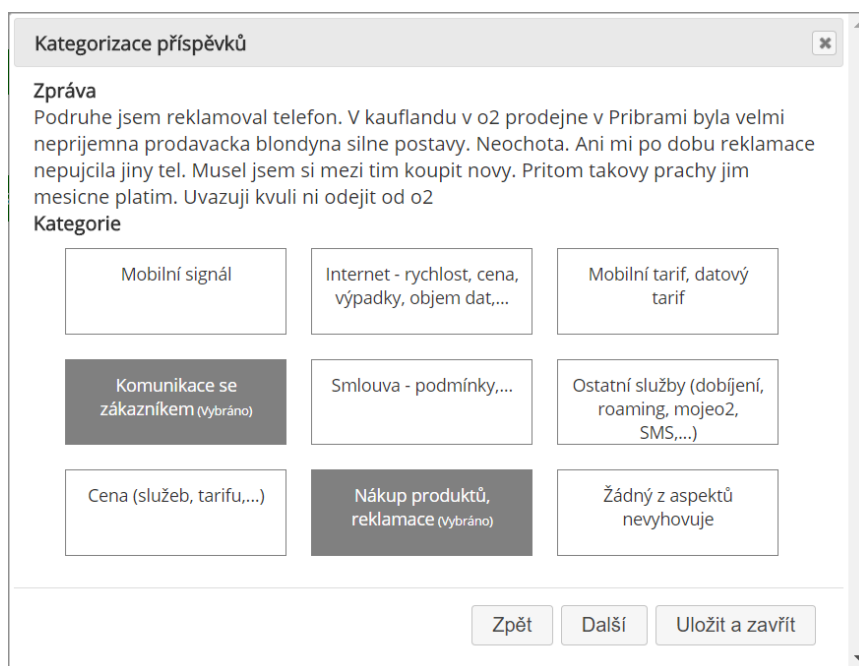 Kategorizace příspěvků
Zpráva
Podruhe jsem reklamoval telefon. V kauflandu v o2 prodejne v Pribrami byla velmi
neprijemna prodavacka blondyna silne postavy. Neochota. Ani mi po dobu reklamace
nepujcila jiny tel. Musel jsem si mezi tim koupit novy. Pritom takovy prachy jim
mesicne platim. Uvazuji kvuli ni odejit od o2
Kategorie
Mobilní signál
Internet - rychlost, cena,
výpadky, objem dat,...
Mobilní tarif, datový
tarif
Komunikace se
zákazníkem (Vybráno)
Smlouva - podmínky,...
Ostatní služby (dobíjení,
roaming, mojeo2,
SMS,...)
Cena (služeb, tarifu,...)
Nákup produktů,
reklamace (Vybráno)
Žádný z aspektů
nevyhovuje
Zpět
Další
Uložit a zavřít